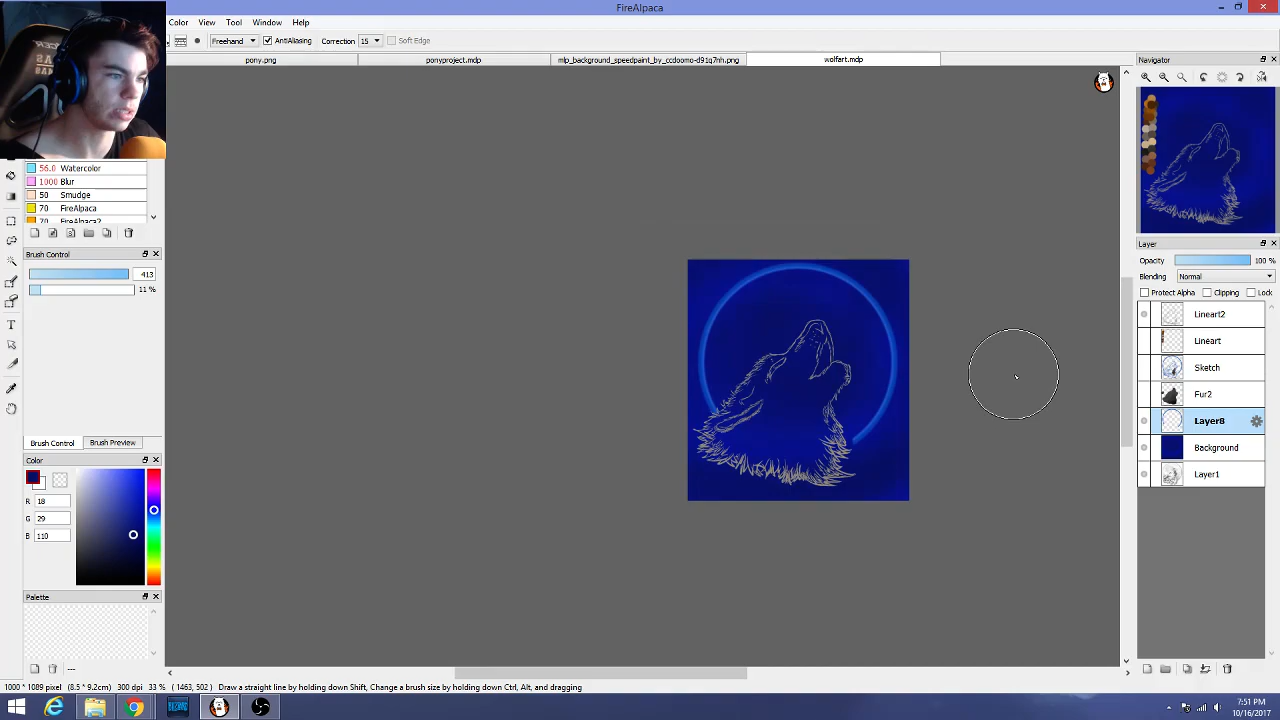 FireAlpaca
Color View Tool Window Help
Freehand AntiAliasing Correction 15 Soft Edge
pony.png ponyproject.mdp mlp_background_speedpaint_by_ccdoomo-d91q7nh.png wolfart.mdp
Navigator
56.0 Watercolor
1000 Blur
50 Smudge
70 FireAlpaca
70 FireAlpaca2
Brush Control
413
11 %
Brush Control Brush Preview
Color
R 18
G 29
B 110
Palette
---
Layer
Opacity 100 %
Blending Normal
Protect Alpha Clipping Lock
Lineart2
Lineart
Sketch
Fur2
Layer8
Background
Layer1
1000 * 1089 pixel (8.5 * 9.2cm) 300 dpi 33 % (1463, 502) Draw a straight line by holding down Shift, Change a brush size by holding down Ctrl, Alt, and dragging
7:51 PM
10/16/2017